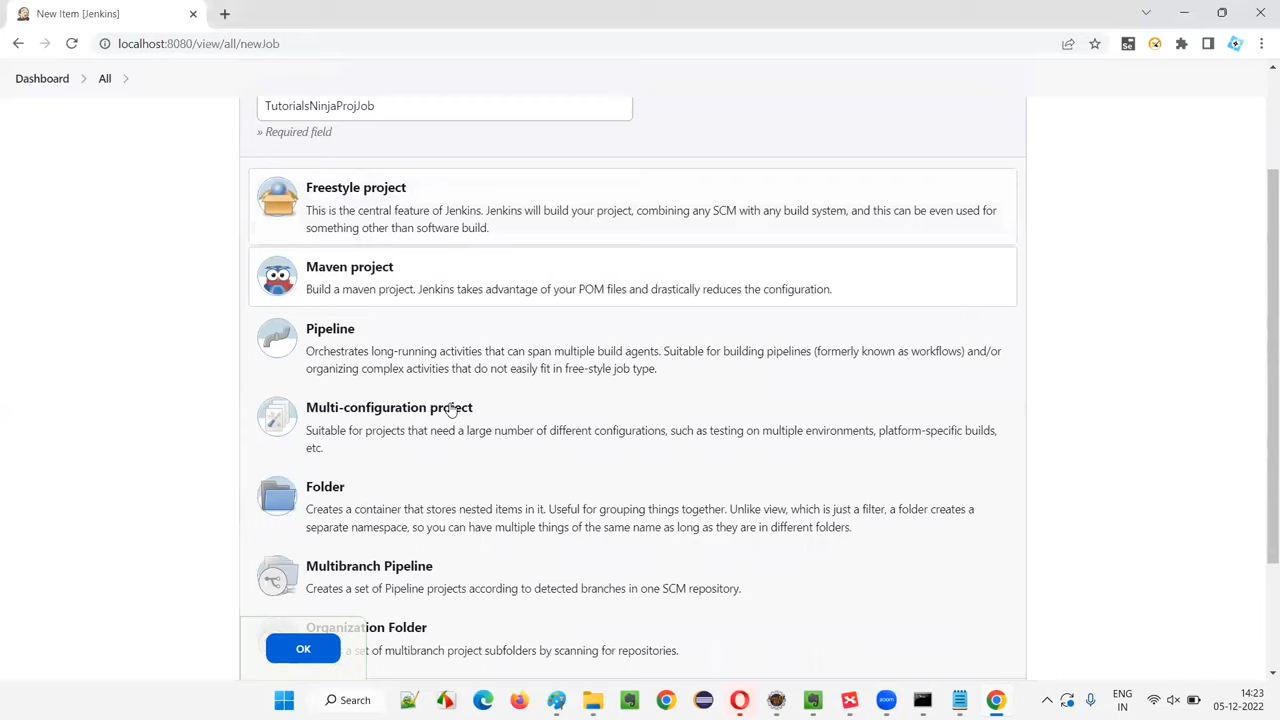 New Item [Jenkins]
localhost:8080/view/all/newJob
Dashboard
All
TutorialsNinjaProjJob
» Required field
Freestyle project
This is the central feature of Jenkins. Jenkins will build your project, combining any SCM with any build system, and this can be even used for
something other than software build.
Maven project
Build a maven project. Jenkins takes advantage of your POM files and drastically reduces the configuration.
Pipeline
Orchestrates long-running activities that can span multiple build agents. Suitable for building pipelines (formerly known as workflows) and/or
organizing complex activities that do not easily fit in free-style job type.
Multi-configuration project
Suitable for projects that need a large number of different configurations, such as testing on multiple environments, platform-specific builds,
etc.
Folder
Creates a container that stores nested items in it. Useful for grouping things together. Unlike view, which is just a filter, a folder creates a
separate namespace, so you can have multiple things of the same name as long as they are in different folders.
Multibranch Pipeline
Creates a set of Pipeline projects according to detected branches in one SCM repository.
Organization Folder
set of multibranch project subfolders by scanning for repositories.
OK
Search
zoom
ENG
IN
14:23
05-12-2022